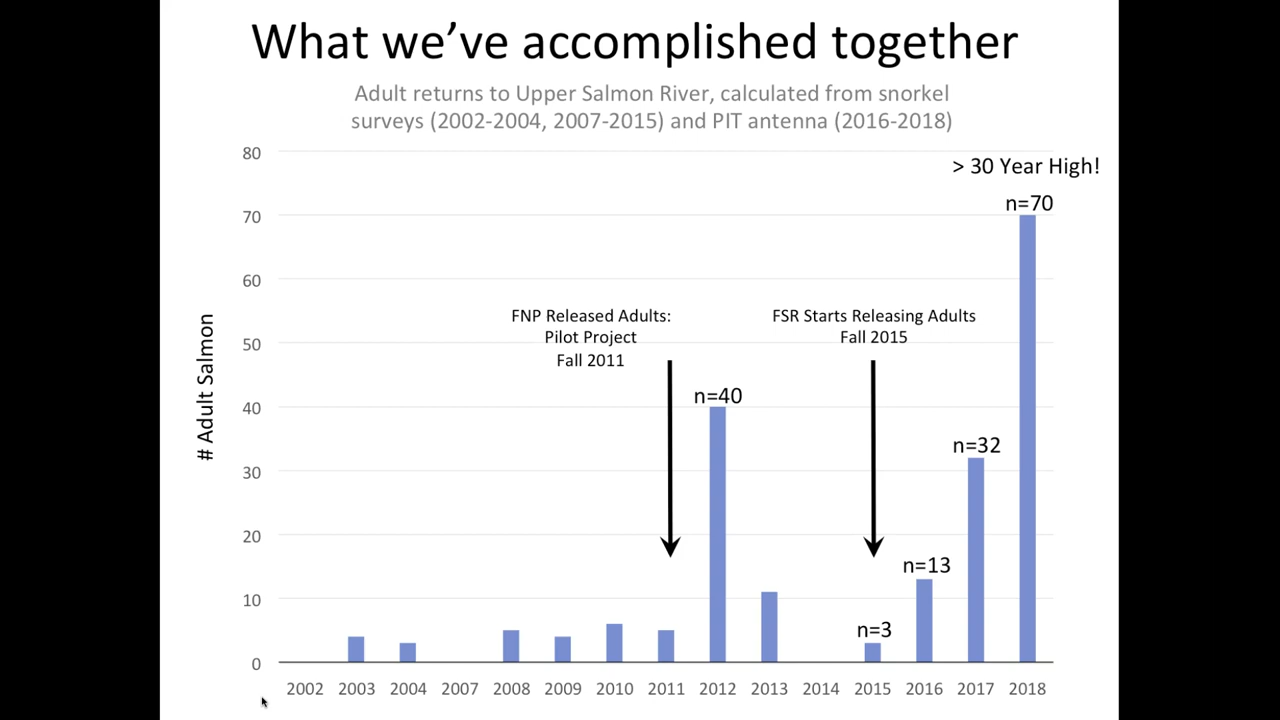 What we’ve accomplished together
Adult returns to Upper Salmon River, calculated from snorkel
surveys (2002-2004, 2007-2015) and PIT antenna (2016-2018)
80
> 30 Year High!
n=70
70
60
FNP Released Adults:
Pilot Project
Fall 2011
FSR Starts Releasing Adults
Fall 2015
50
# Adult Salmon
n=40
40
n=32
30
20
n=13
10
n=3
0
2002 2003 2004 2007 2008 2009 2010 2011 2012 2013 2014 2015 2016 2017 2018